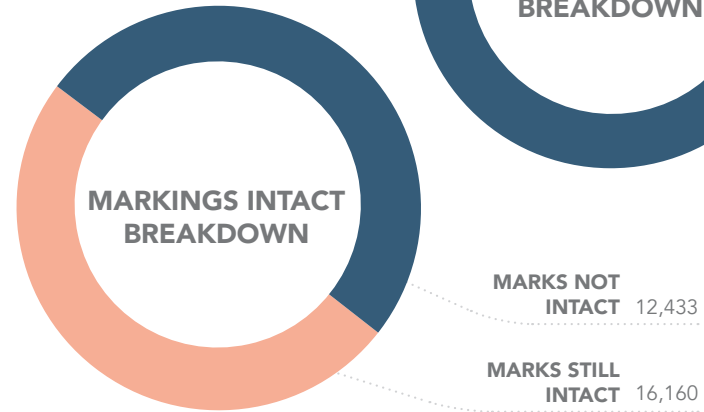 BREAKDOWN
MARKINGS INTACT
BREAKDOWN
MARKS NOT
INTACT 12,433
MARKS STILL
INTACT 16,160